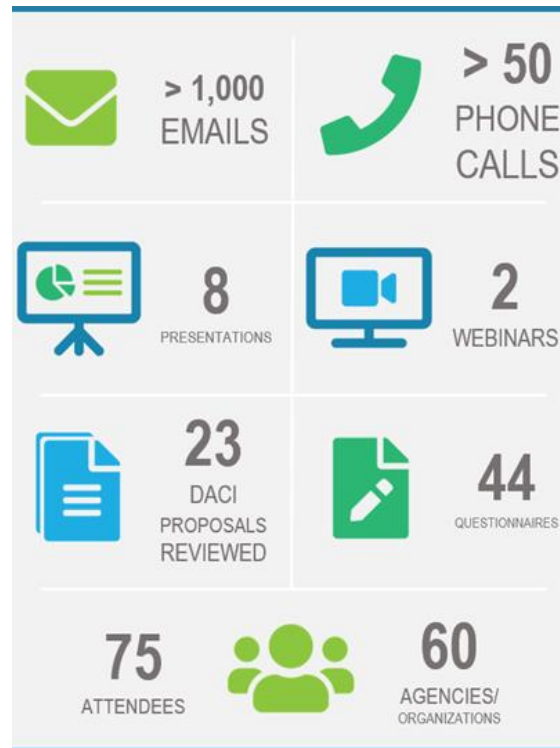 > 1,000
EMAILS
> 50
PHONE
CALLS
8
PRESENTATIONS
2
WEBINARS
23
DACI
PROPOSALS
REVIEWED
44
QUESTIONNAIRES
75
ATTENDEES
60
AGENCIES/
ORGANIZATIONS